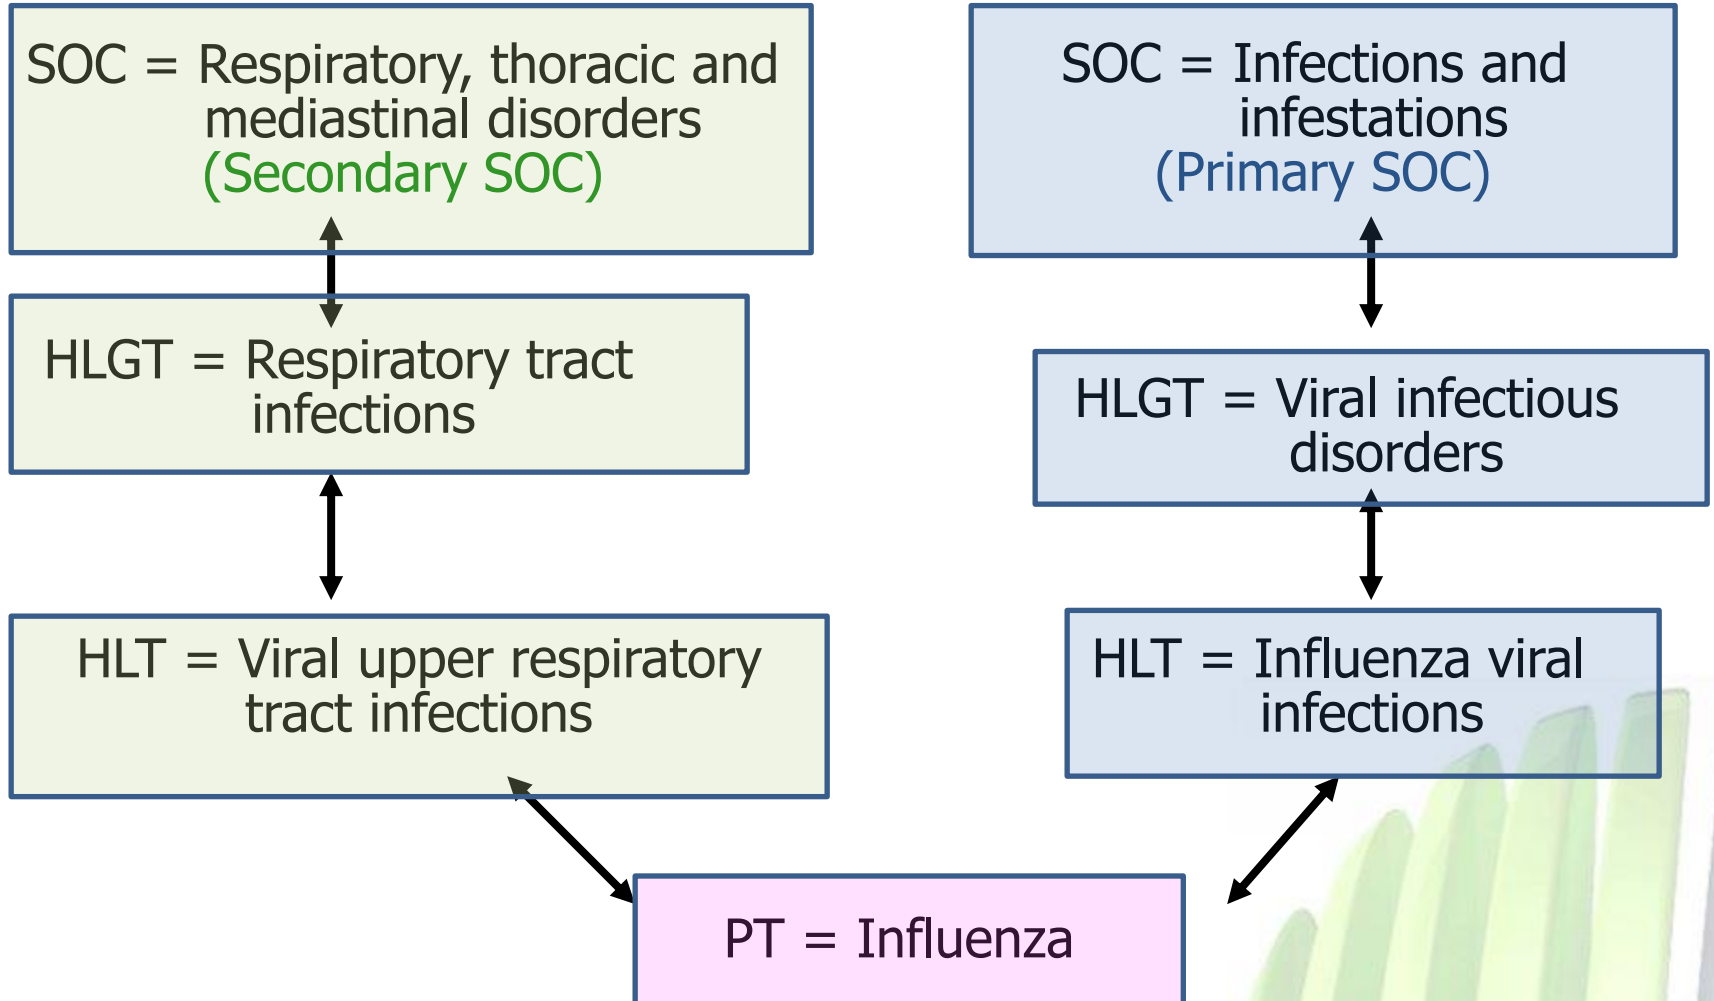 SOC = Respiratory, thoracic and
mediastinal disorders
(Secondary SOC)
HLGT = Respiratory tract
infections
HLT = Viral upper respiratory
tract infections
SOC = Infections and
infestations
(Primary SOC)
HLGT = Viral infectious
disorders
HLT = Influenza viral
infections
PT = Influenza